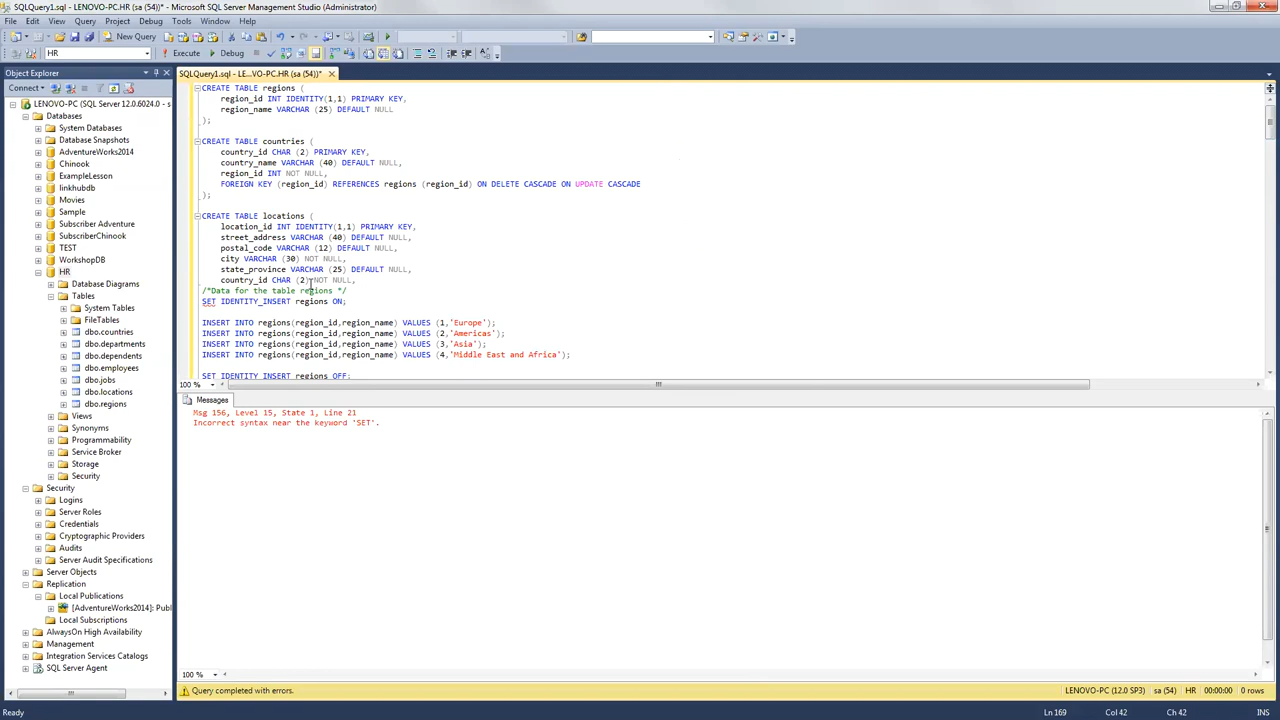 SQLQuery1.sql - LENOVO-PC.HR (sa (54))* - Microsoft SQL Server Management Studio (Administrator)
File Edit View Query Project Debug Tools Window Help
New Query
HR Execute Debug
Object Explorer
SQLQuery1.sql - LE...VO-PC.HR (sa (54))*
Connect
LENOVO-PC (SQL Server 12.0.6024.0 - s
Databases
System Databases
Database Snapshots
AdventureWorks2014
Chinook
ExampleLesson
linkhubdb
Movies
Sample
Subscriber Adventure
SubscriberChinook
TEST
WorkshopDB
HR
Database Diagrams
Tables
System Tables
FileTables
dbo.countries
dbo.departments
dbo.dependents
dbo.employees
dbo.jobs
dbo.locations
dbo.regions
Views
Synonyms
Programmability
Service Broker
Storage
Security
Security
Logins
Server Roles
Credentials
Cryptographic Providers
Audits
Server Audit Specifications
Server Objects
Replication
Local Publications
[AdventureWorks2014]: Publ
Local Subscriptions
AlwaysOn High Availability
Management
Integration Services Catalogs
SQL Server Agent
CREATE TABLE regions (
region_id INT IDENTITY(1,1) PRIMARY KEY,
region_name VARCHAR (25) DEFAULT NULL
);
CREATE TABLE countries (
country_id CHAR (2) PRIMARY KEY,
country_name VARCHAR (40) DEFAULT NULL,
region_id INT NOT NULL,
FOREIGN KEY (region_id) REFERENCES regions (region_id) ON DELETE CASCADE ON UPDATE CASCADE
);
CREATE TABLE locations (
location_id INT IDENTITY(1,1) PRIMARY KEY,
street_address VARCHAR (40) DEFAULT NULL,
postal_code VARCHAR (12) DEFAULT NULL,
city VARCHAR (30) NOT NULL,
state_province VARCHAR (25) DEFAULT NULL,
country_id CHAR (2) NOT NULL,
/*Data for the table regions */
SET IDENTITY_INSERT regions ON;
INSERT INTO regions(region_id,region_name) VALUES (1,'Europe');
INSERT INTO regions(region_id,region_name) VALUES (2,'Americas');
INSERT INTO regions(region_id,region_name) VALUES (3,'Asia');
INSERT INTO regions(region_id,region_name) VALUES (4,'Middle East and Africa');
SET IDENTITY_INSERT regions OFF;
100 %
Messages
Msg 156, Level 15, State 1, Line 21
Incorrect syntax near the keyword 'SET'.
100 %
Query completed with errors. LENOVO-PC (12.0 SP3) sa (54) HR 00:00:00 0 rows
Ready Ln 169 Col 42 Ch 42 INS